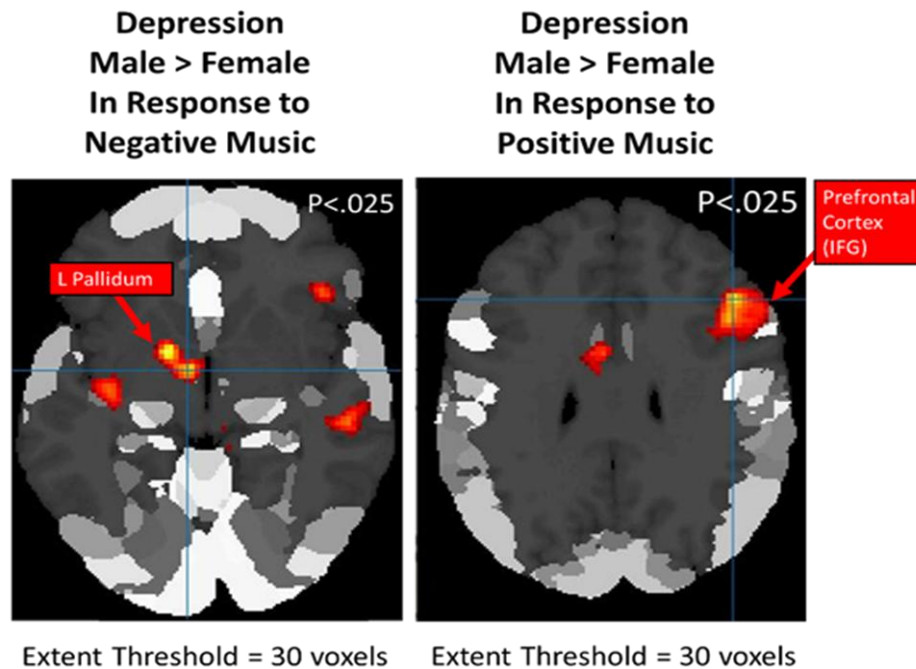 Depression
Male > Female
In Response to
Negative Music
Depression
Male > Female
In Response to
Positive Music
P<.025
L Pallidum
P<.025
Prefrontal
Cortex
(IFG)
Extent Threshold = 30 voxels
Extent Threshold = 30 voxels